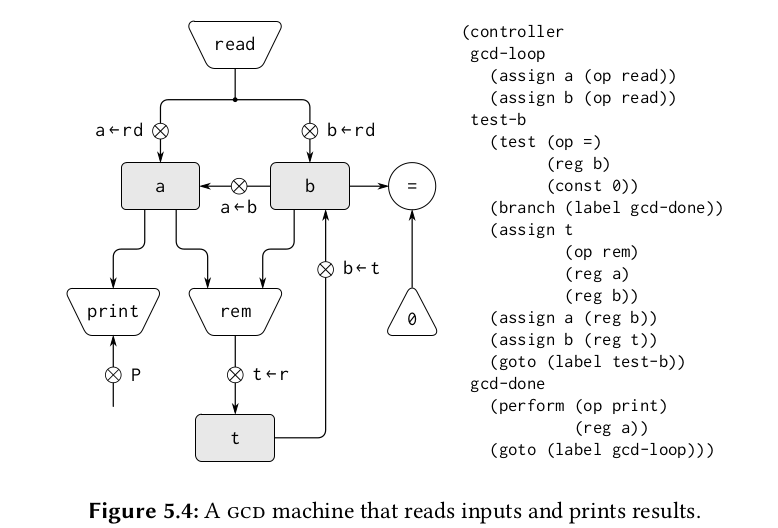 read
a←rd
b←rd
a
b
=
a←b
b←t
print
rem
0
P
t←r
t
(controller
gcd-loop
(assign a (op read))
(assign b (op read))
test-b
(test (op =)
(reg b)
(const 0))
(branch (label gcd-done))
(assign t
(op rem)
(reg a)
(reg b))
(assign a (reg b))
(assign b (reg t))
(goto (label test-b))
gcd-done
(perform (op print)
(reg a))
(goto (label gcd-loop)))
Figure 5.4: A GCD machine that reads inputs and prints results.